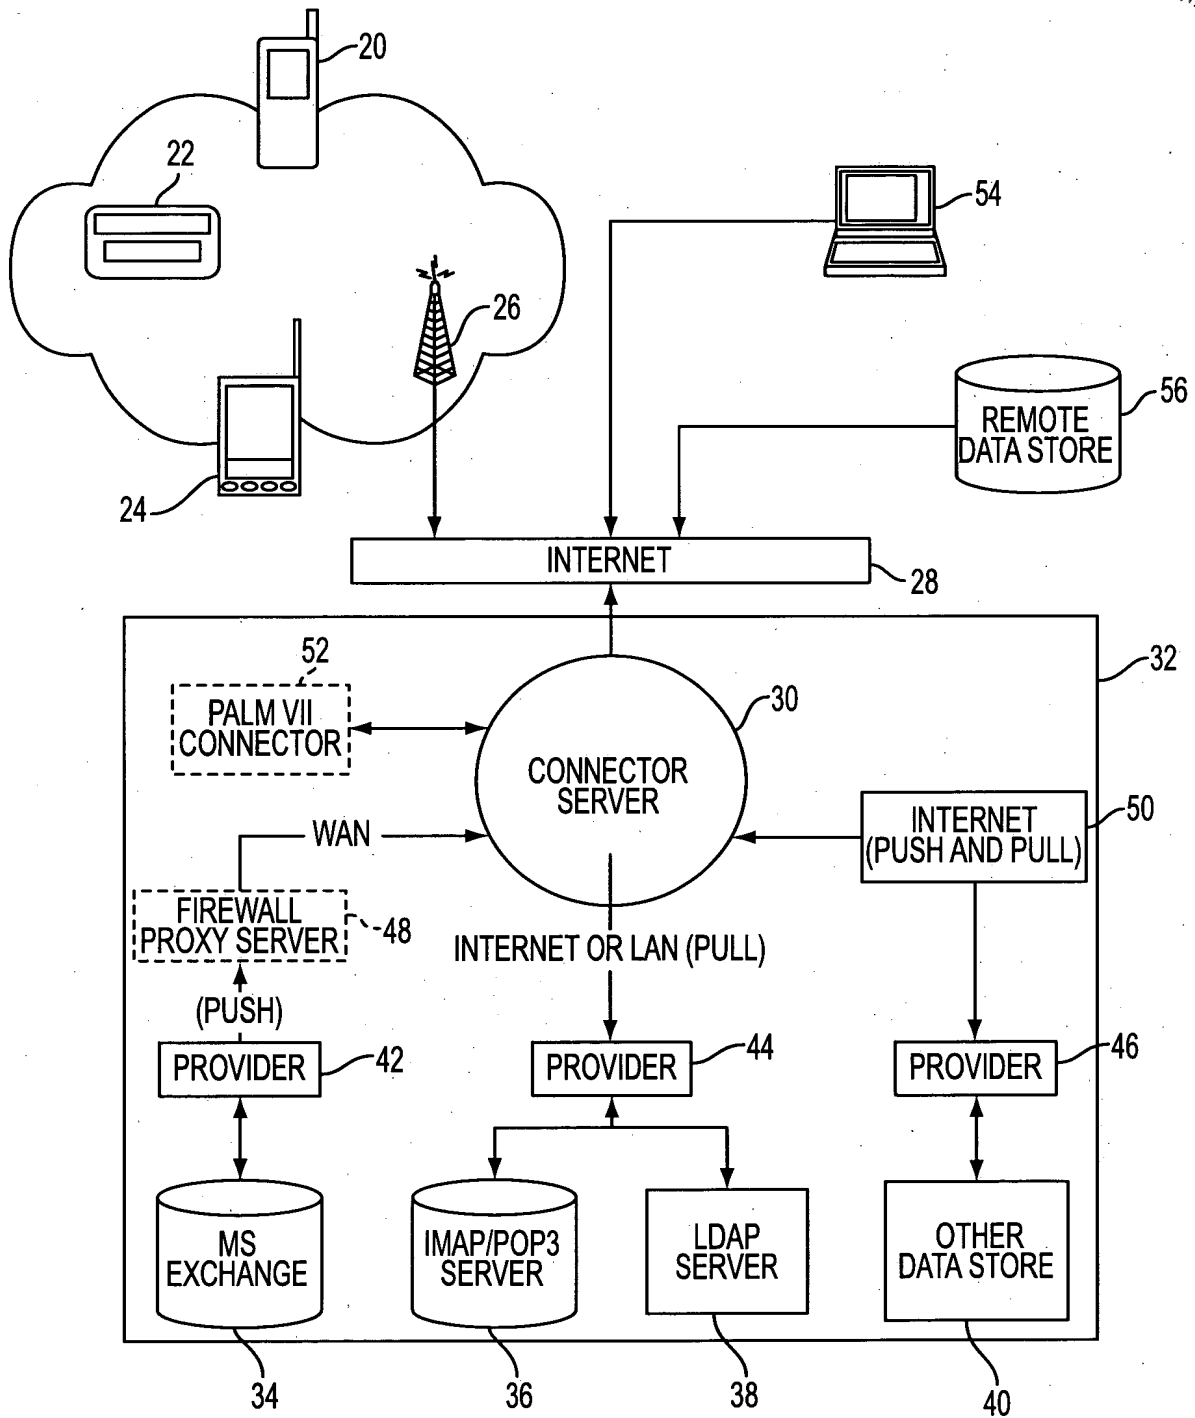 20
22
54
26
56
REMOTE
DATA STORE
24
INTERNET
28
52
32
PALM VII
CONNECTOR
30
CONNECTOR
SERVER
50
INTERNET
(PUSH AND PULL)
WAN
FIREWALL
PROXY SERVER
48
INTERNET OR LAN (PULL)
(PUSH)
PROVIDER
42
PROVIDER
44
PROVIDER
46
MS
EXCHANGE
IMAP/POP3
SERVER
LDAP
SERVER
OTHER
DATA STORE
34
36
38
40